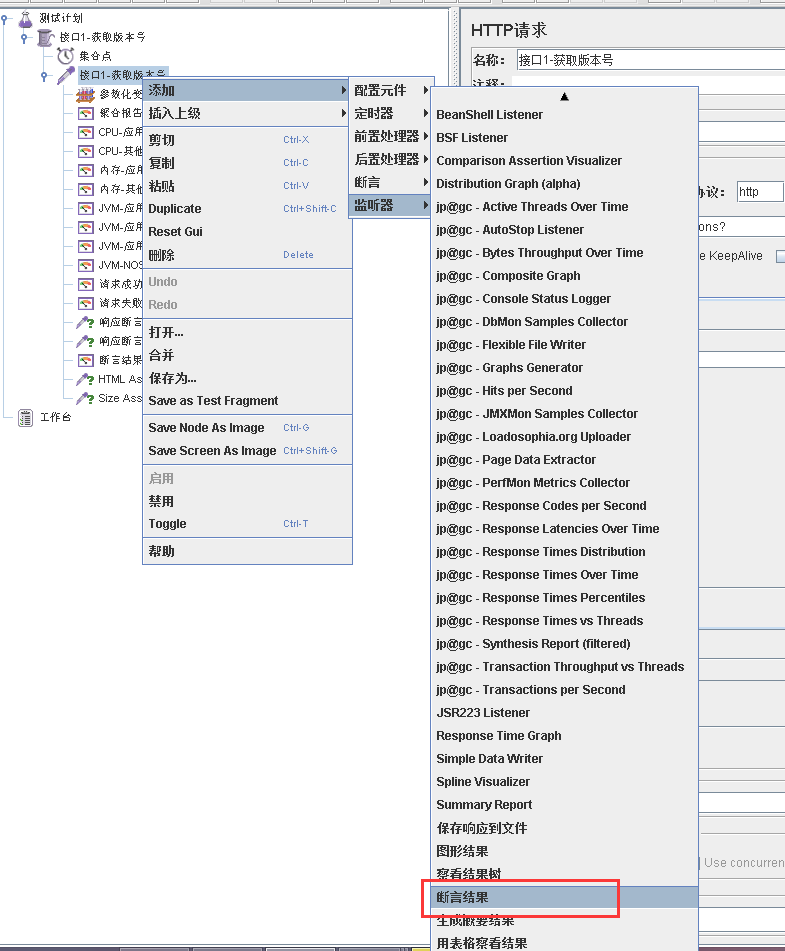 测试计划
接口1-获取版本号
集合点
接口1-获取版本号
参数化变
聚合报告
CPU-应用
CPU-其他
内存-应用
内存-其他
JVM-应用
JVM-应用
JVM-应用
JVM-NOS
请求成功
请求失败
响应断言
响应断言
断言结果
HTML As
Size Ass
工作台
添加
插入上级
剪切 Ctrl-X
复制 Ctrl-C
粘贴 Ctrl-V
Duplicate Ctrl+Shift-C
Reset Gui
删除 Delete
Undo
Redo
打开...
合并
保存为...
Save as Test Fragment
Save Node As Image Ctrl-G
Save Screen As Image Ctrl+Shift-G
启用
禁用
Toggle Ctrl-T
帮助
配置元件
定时器
前置处理器
后置处理器
断言
监听器
BeanShell Listener
BSF Listener
Comparison Assertion Visualizer
Distribution Graph (alpha)
jp@gc - Active Threads Over Time
jp@gc - AutoStop Listener
jp@gc - Bytes Throughput Over Time
jp@gc - Composite Graph
jp@gc - Console Status Logger
jp@gc - DbMon Samples Collector
jp@gc - Flexible File Writer
jp@gc - Graphs Generator
jp@gc - Hits per Second
jp@gc - JMXMon Samples Collector
jp@gc - Loadosophia.org Uploader
jp@gc - Page Data Extractor
jp@gc - PerfMon Metrics Collector
jp@gc - Response Codes per Second
jp@gc - Response Latencies Over Time
jp@gc - Response Times Distribution
jp@gc - Response Times Over Time
jp@gc - Response Times Percentiles
jp@gc - Response Times vs Threads
jp@gc - Synthesis Report (filtered)
jp@gc - Transaction Throughput vs Threads
jp@gc - Transactions per Second
JSR223 Listener
Response Time Graph
Simple Data Writer
Spline Visualizer
Summary Report
保存响应到文件
图形结果
察看结果树
断言结果
生成概要结果
用表格察看结果
HTTP请求
名称： 接口1-获取版本号
注释：
协议： http
ons?
e KeepAlive
Use concurren